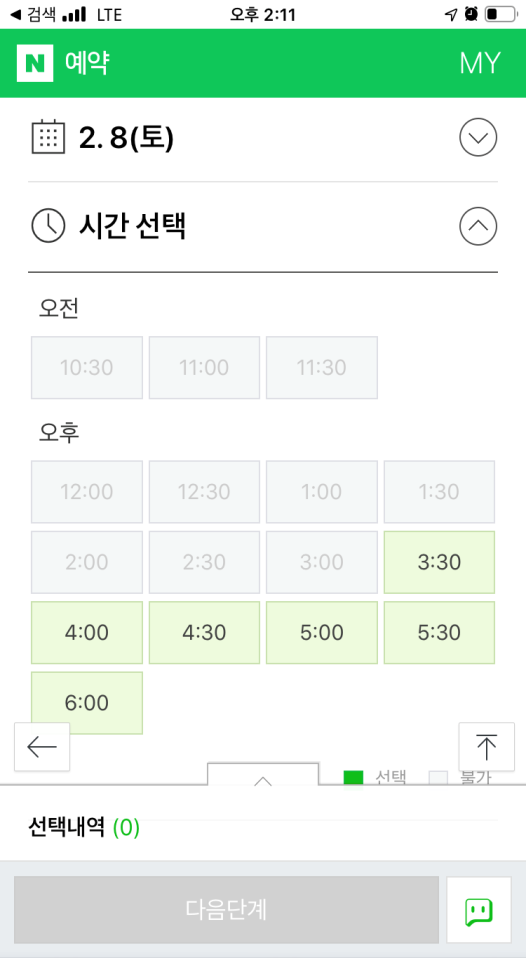 ◀ 검색 LTE 오후 2:11
N 예약 MY
2. 8(토)
시간 선택
오전
10:30 11:00 11:30
오후
12:00 12:30 1:00 1:30
2:00 2:30 3:00 3:30
4:00 4:30 5:00 5:30
6:00
선택 불가
선택내역 (0)
다음단계